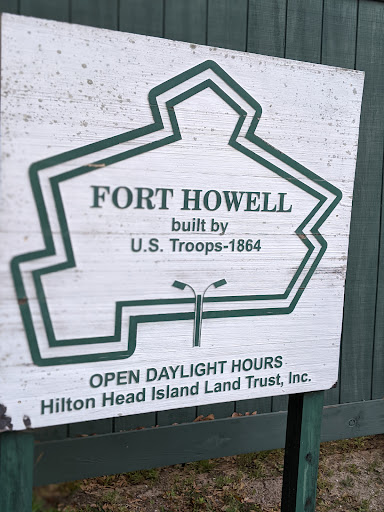 FORT HOWELL
built by
U.S. Troops-1864
OPEN DAYLIGHT HOURS
Hilton Head Island Land Trust, Inc.